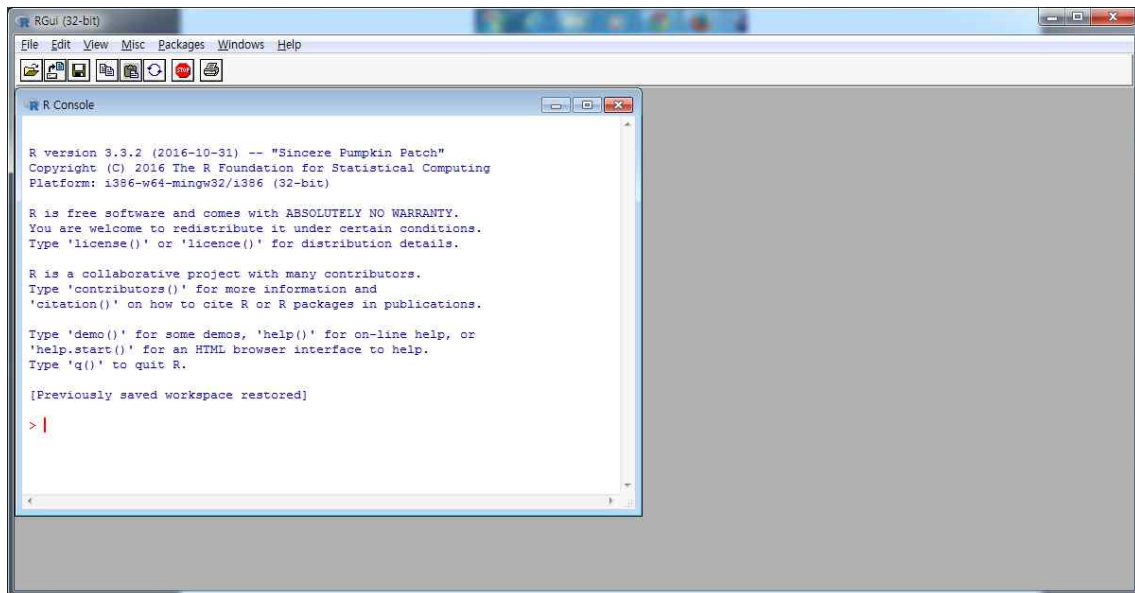 RGui (32-bit)
File Edit View Misc Packages Windows Help
STOP
R Console
R version 3.3.2 (2016-10-31) -- "Sincere Pumpkin Patch"
Copyright (C) 2016 The R Foundation for Statistical Computing
Platform: i386-w64-mingw32/i386 (32-bit)
R is free software and comes with ABSOLUTELY NO WARRANTY.
You are welcome to redistribute it under certain conditions.
Type 'license()' or 'licence()' for distribution details.
R is a collaborative project with many contributors.
Type 'contributors()' for more information and
'citation()' on how to cite R or R packages in publications.
Type 'demo()' for some demos, 'help()' for on-line help, or
'help.start()' for an HTML browser interface to help.
Type 'q()' to quit R.
[Previously saved workspace restored]
>